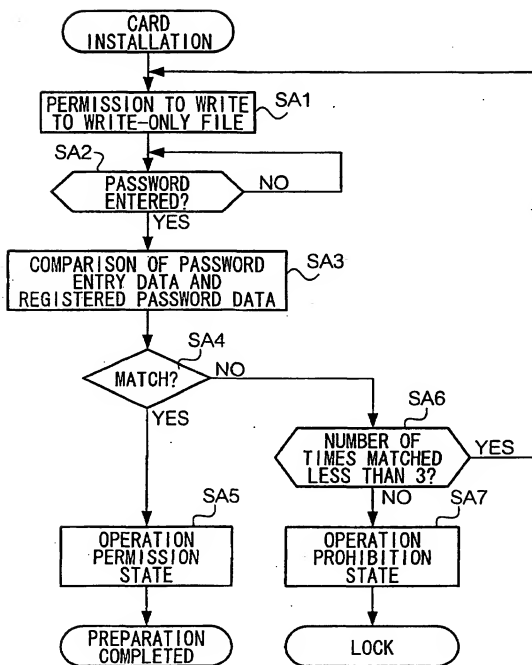 CARD
INSTALLATION
PERMISSION TO WRITE
TO WRITE-ONLY FILE
SA1
SA2
PASSWORD
ENTERED?
NO
YES
COMPARISON OF PASSWORD
ENTRY DATA AND
REGISTERED PASSWORD DATA
SA3
SA4
MATCH?
NO
YES
SA6
NUMBER OF
TIMES MATCHED
LESS THAN 3?
YES
NO
SA5
OPERATION
PERMISSION
STATE
SA7
OPERATION
PROHIBITION
STATE
PREPARATION
COMPLETED
LOCK